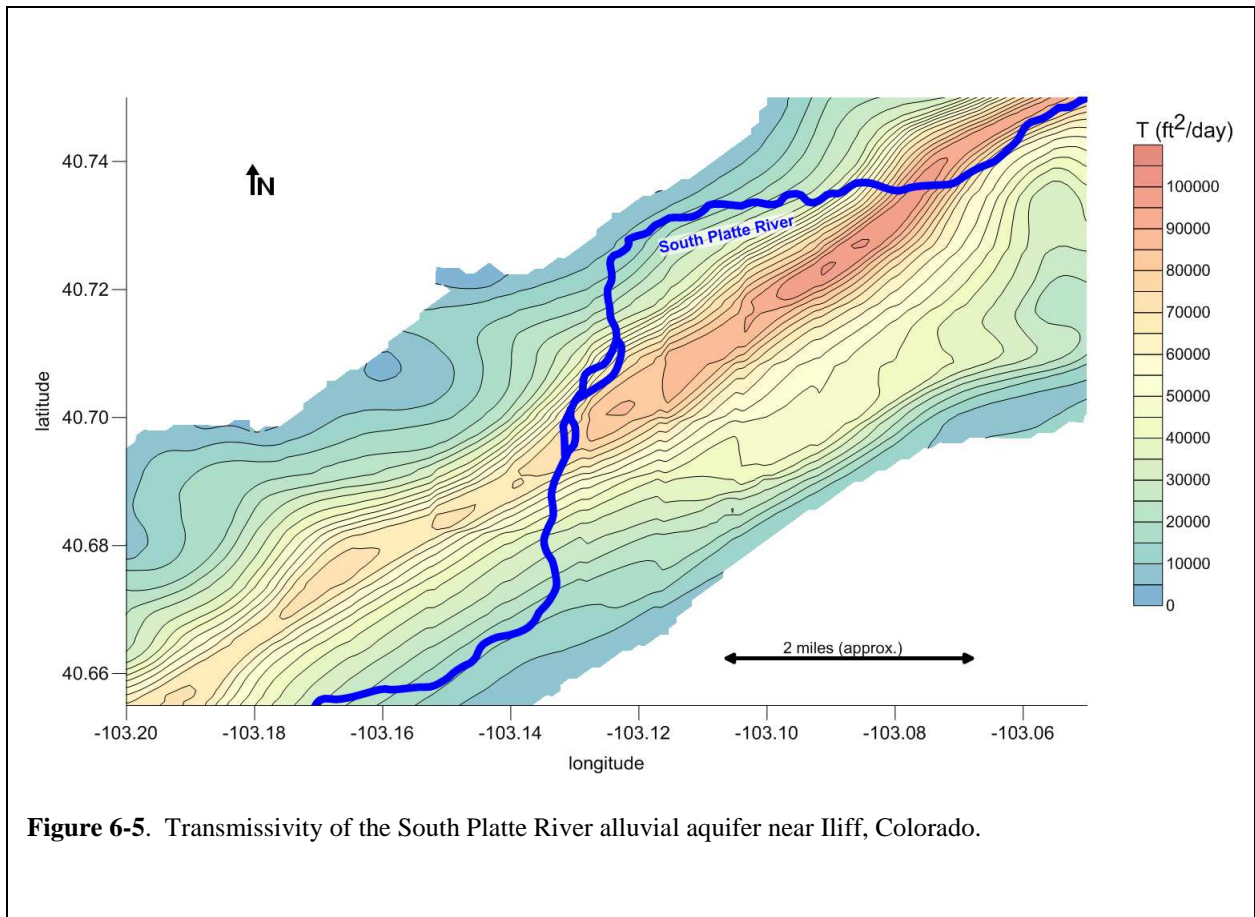 T (ft2/day)
100000
90000
80000
70000
60000
50000
40000
30000
20000
10000
0
40.74
40.72
40.70
40.68
40.66
latitude
N
South Platte River
2 miles (approx.)
-103.20 -103.18 -103.16 -103.14 -103.12 -103.10 -103.08 -103.06
longitude
Figure 6-5. Transmissivity of the South Platte River alluvial aquifer near Iliff, Colorado.